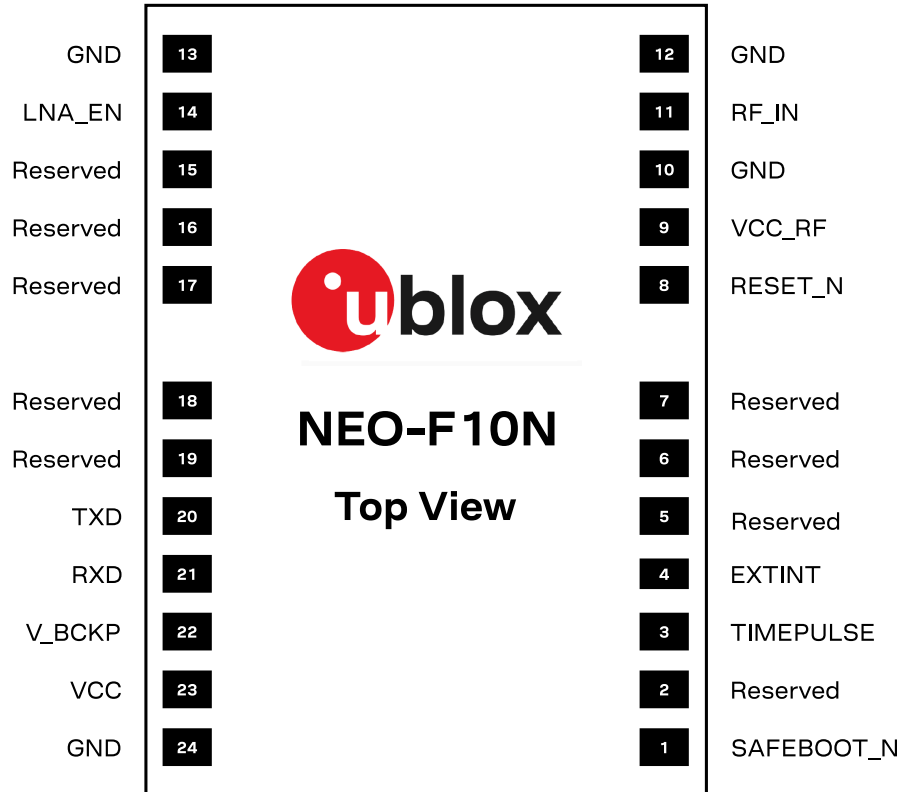 GND 13 12 GND
LNA_EN 14 11 RF_IN
Reserved 15 10 GND
Reserved 16 9 VCC_RF
Reserved 17 8 RESET_N
ublox
Reserved 18 7 Reserved
NEO-F10N
Reserved 19 6 Reserved
TXD 20 Top View 5 Reserved
RXD 21 4 EXTINT
V_BCKP 22 3 TIMEPULSE
VCC 23 2 Reserved
GND 24 1 SAFEBOOT_N